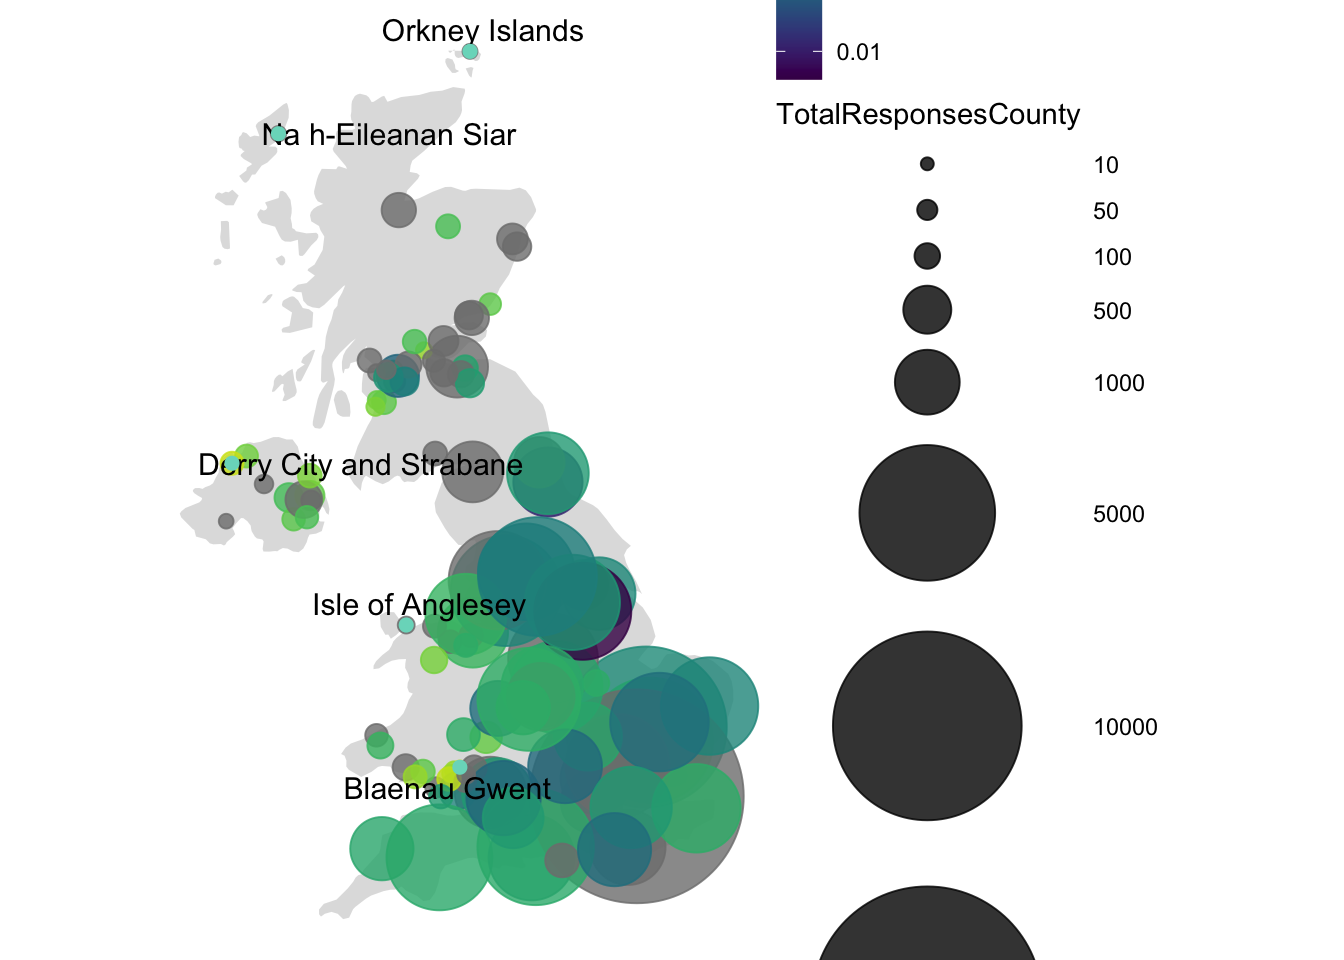 Orkney Islands
0.01
TotalResponsesCounty
Na h-Eileanan Siar
10
50
100
500
1000
Derry City and Strabane
5000
Isle of Anglesey
10000
Blaenau Gwent